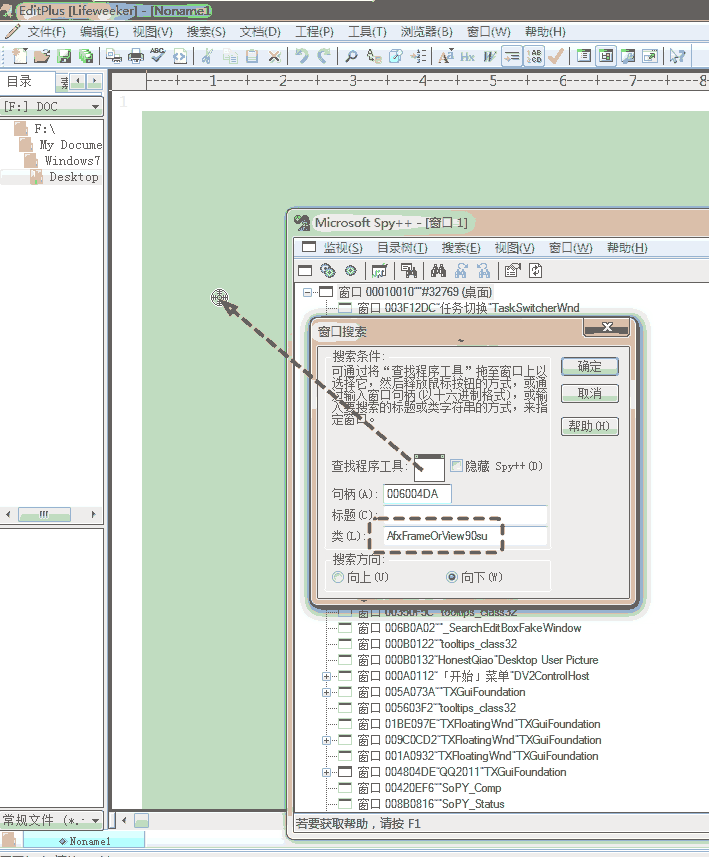 EditPlus [Lifeweeker] - [Noname1
文件(F) 编辑(E) 视图(V) 搜索(S) 文档(D) 工程(P) 工具(T) 浏览器(B) 窗口(W) 帮助(H)
目录
[F:] DOC
F:\
My Docume
Windows7
Desktop
1
Microsoft Spy++ - [窗口 1]
监视(S) 目录树(T) 搜索(E) 视图(V) 窗口(W) 帮助(H)
窗口 00010010""#32769 (桌面)
窗口 003F12DC"任务切换"TaskSwitcherWnd
窗口搜索
搜索条件:
可通过将“查找程序工具”拖至窗口上以
选择它，然后释放鼠标按钮的方式，或通
过输入窗口句柄(以十六进制格式)，或输
入要搜索的标题或类字符串的方式，来指
定窗口。
确定
取消
帮助(H)
查找程序工具: 隐藏 Spy++(D)
句柄(A): 006004DA
标题(C):
类(L): AfxFrameOrView90su
搜索方向:
向上(U) 向下(W)
tooltips_class32
窗口 006B0A02""_SearchEditBoxFakeWindow
窗口 000B0122""tooltips_class32
窗口 000B0132"HonestQiao"Desktop User Picture
窗口 000A0112「开始」菜单"DV2ControlHost
窗口 005A073A""TXGuiFoundation
窗口 005603F2""tooltips_class32
窗口 01BE097E"TXFloatingWnd"TXGuiFoundation
窗口 009C0CD2"TXFloatingWnd"TXGuiFoundation
窗口 001A0932"TXFloatingWnd"TXGuiFoundation
窗口 004804DE"QQ2011"TXGuiFoundation
窗口 00420EF6""SoPY_Comp
窗口 008B0816""SoPY_Status
常规文件 (*.
若要获取帮助，请按 F1
Noname1